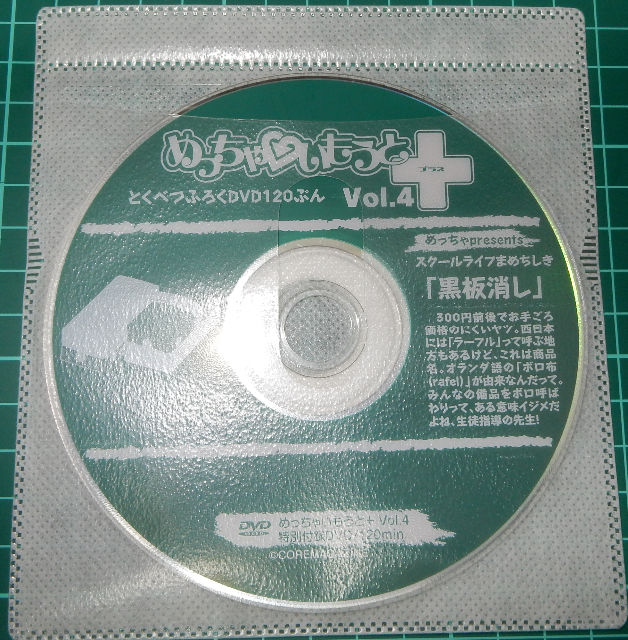 めっちゃ♡いもうと
プラス
とくべつふろくDVD120ぷん Vol.4
めっちゃpresents
スクールライフまめちしき
「黒板消し」
300円前後でお手ごろ
価格のにくいヤツ。西日本
には「ラーフル」って呼ぶ地
方もあるけど、これは商品
名。オランダ語の「ボロ布
(rafel)」が由来なんだって。
みんなの備品をボロ呼ば
わりって、ある意味イジメだ
よね、生徒指導の先生!
DVD めっちゃいもうと+ Vol.4
特別付録DVD/120min
©COREMAGAZINE